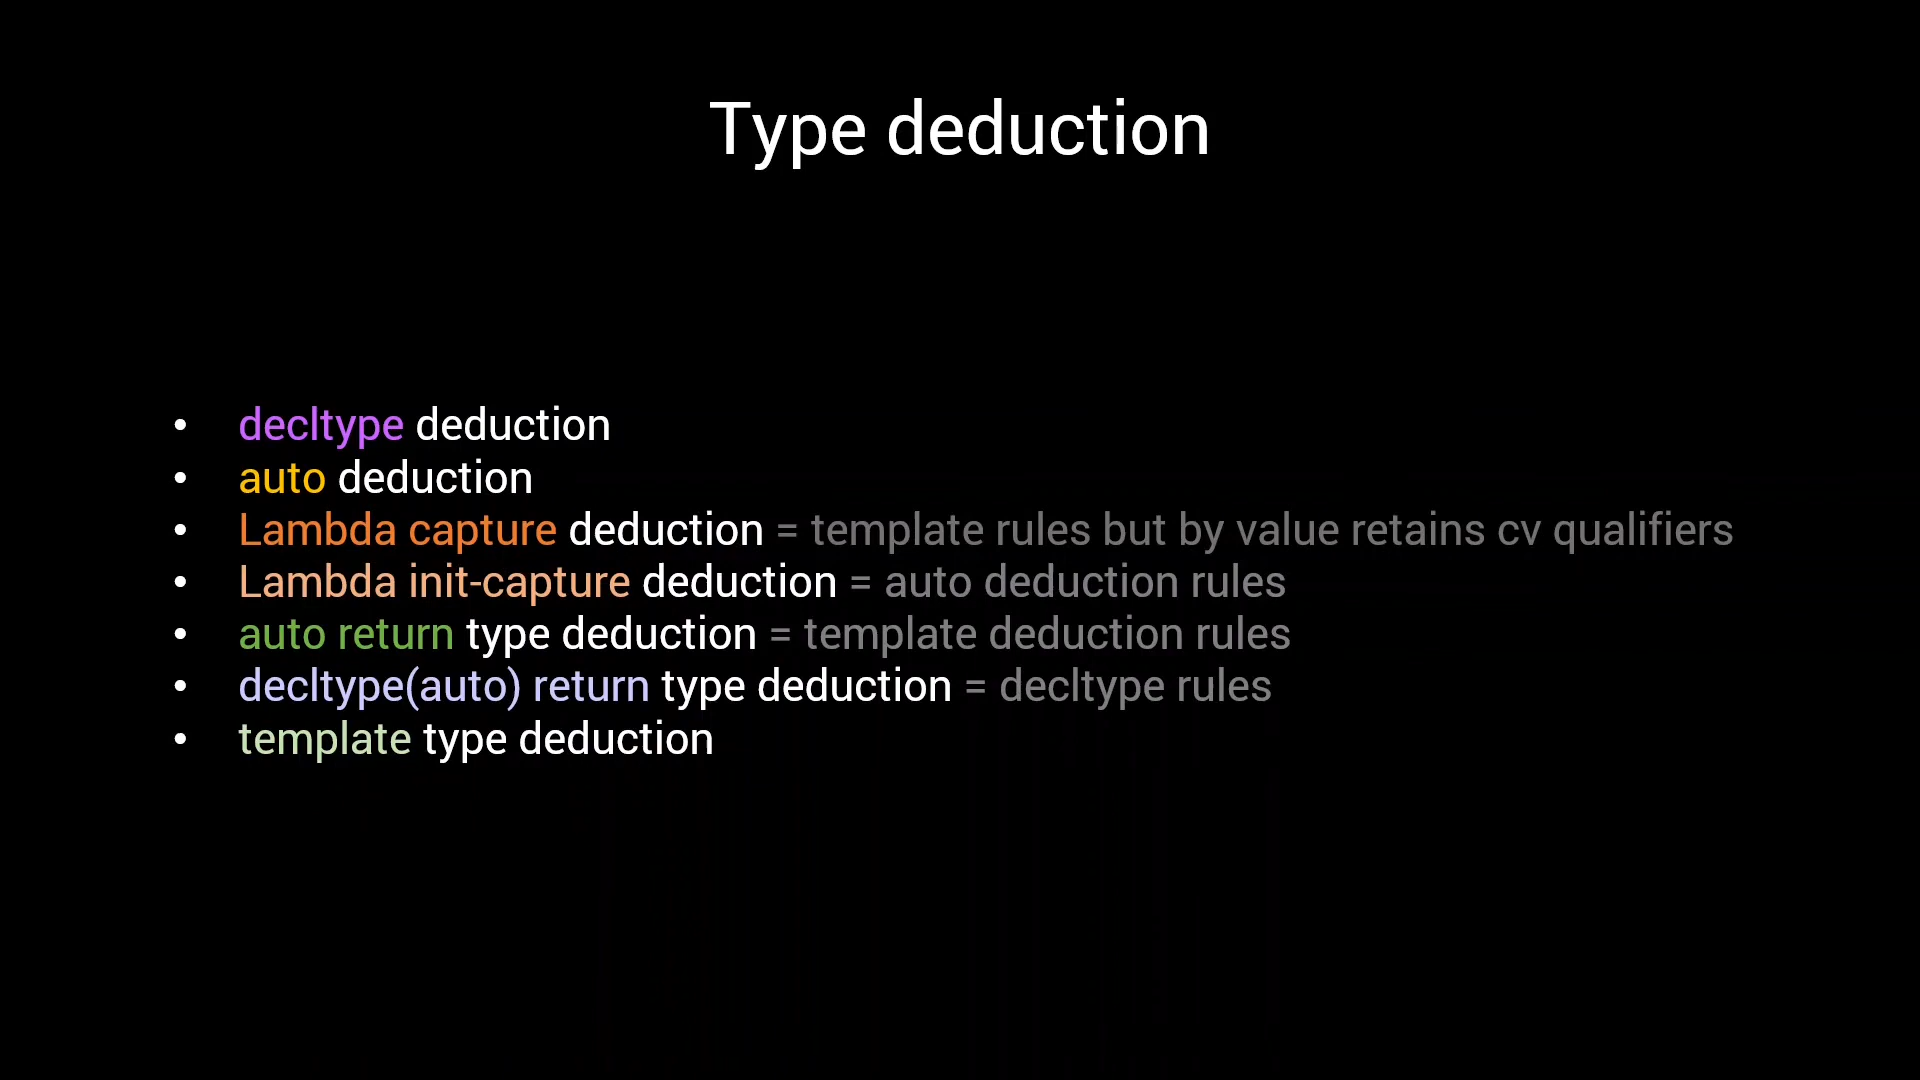 Type deduction
• decltype deduction
• auto deduction
• Lambda capture deduction = template rules but by value retains cv qualifiers
• Lambda init-capture deduction = auto deduction rules
• auto return type deduction = template deduction rules
• decltype(auto) return type deduction = decltype rules
• template type deduction